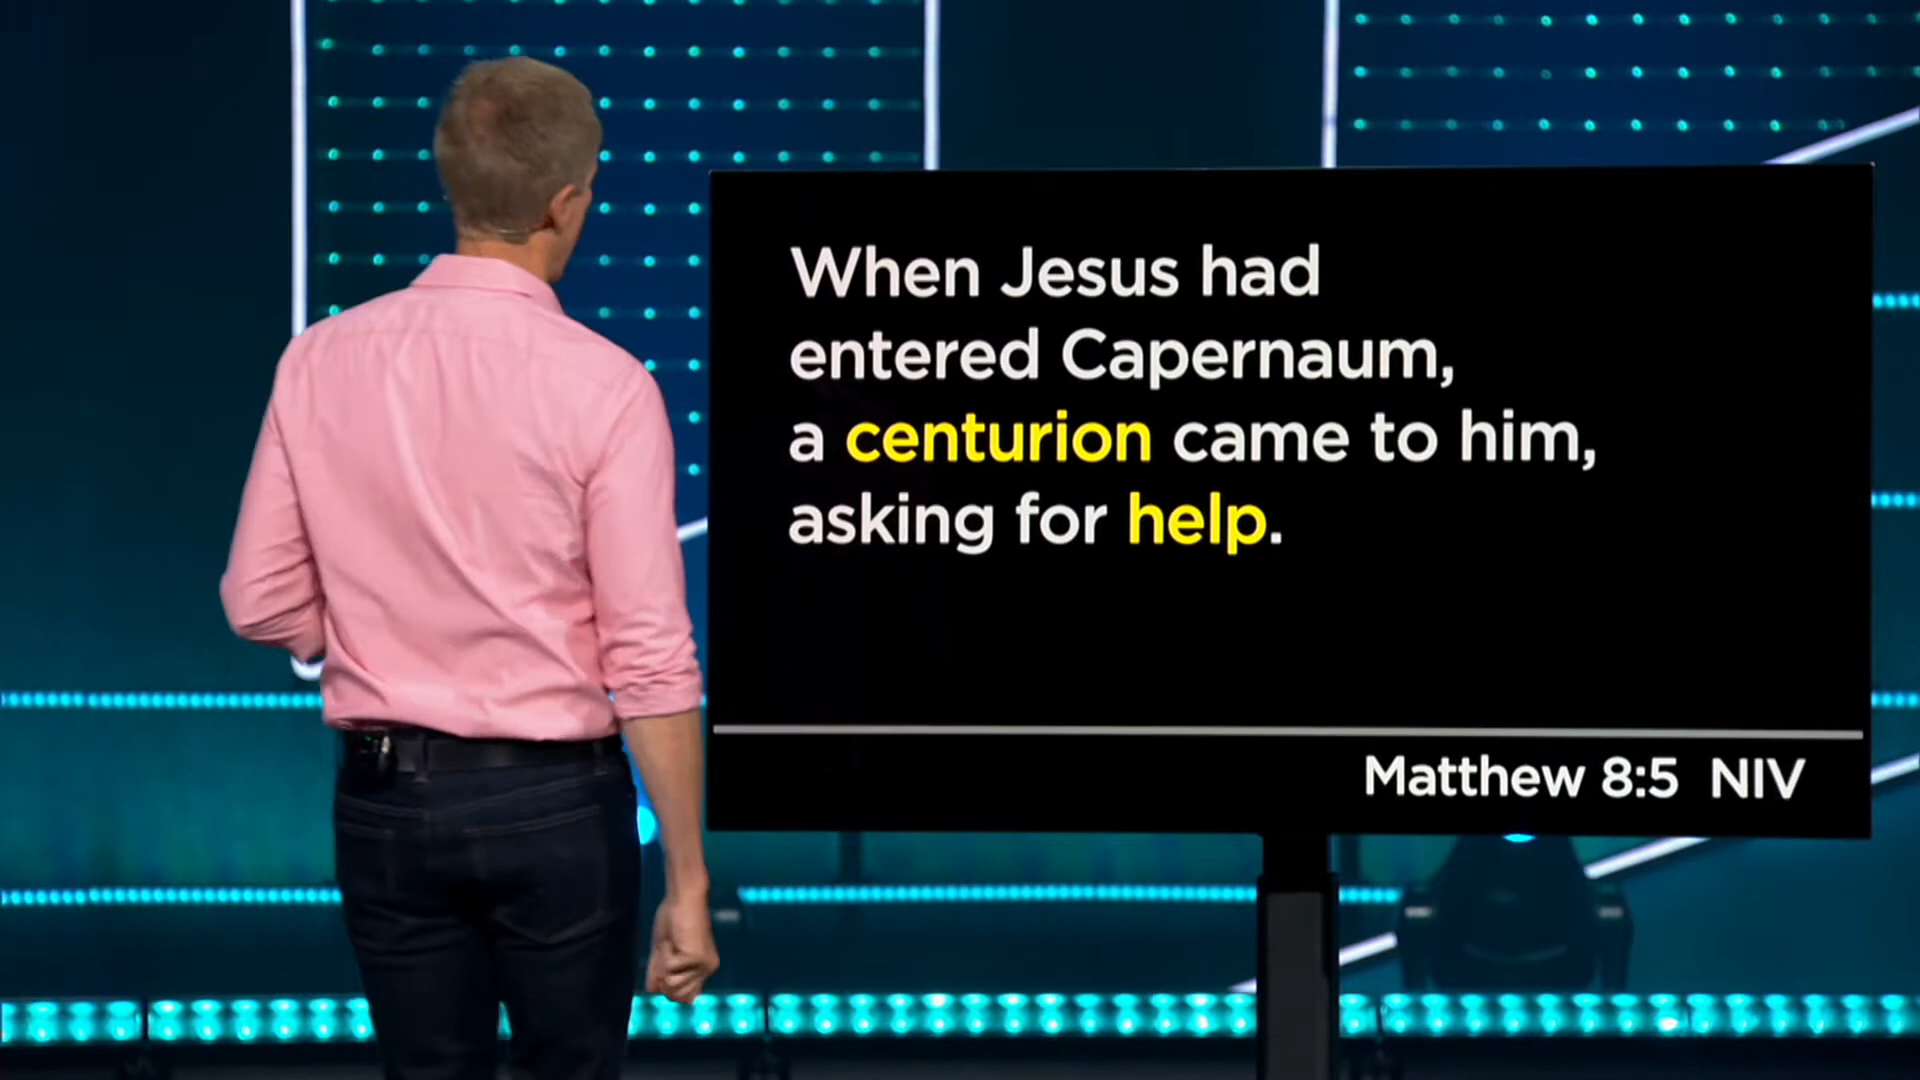 When Jesus had
entered Capernaum,
a centurion came to him,
asking for help.
Matthew 8:5 NIV